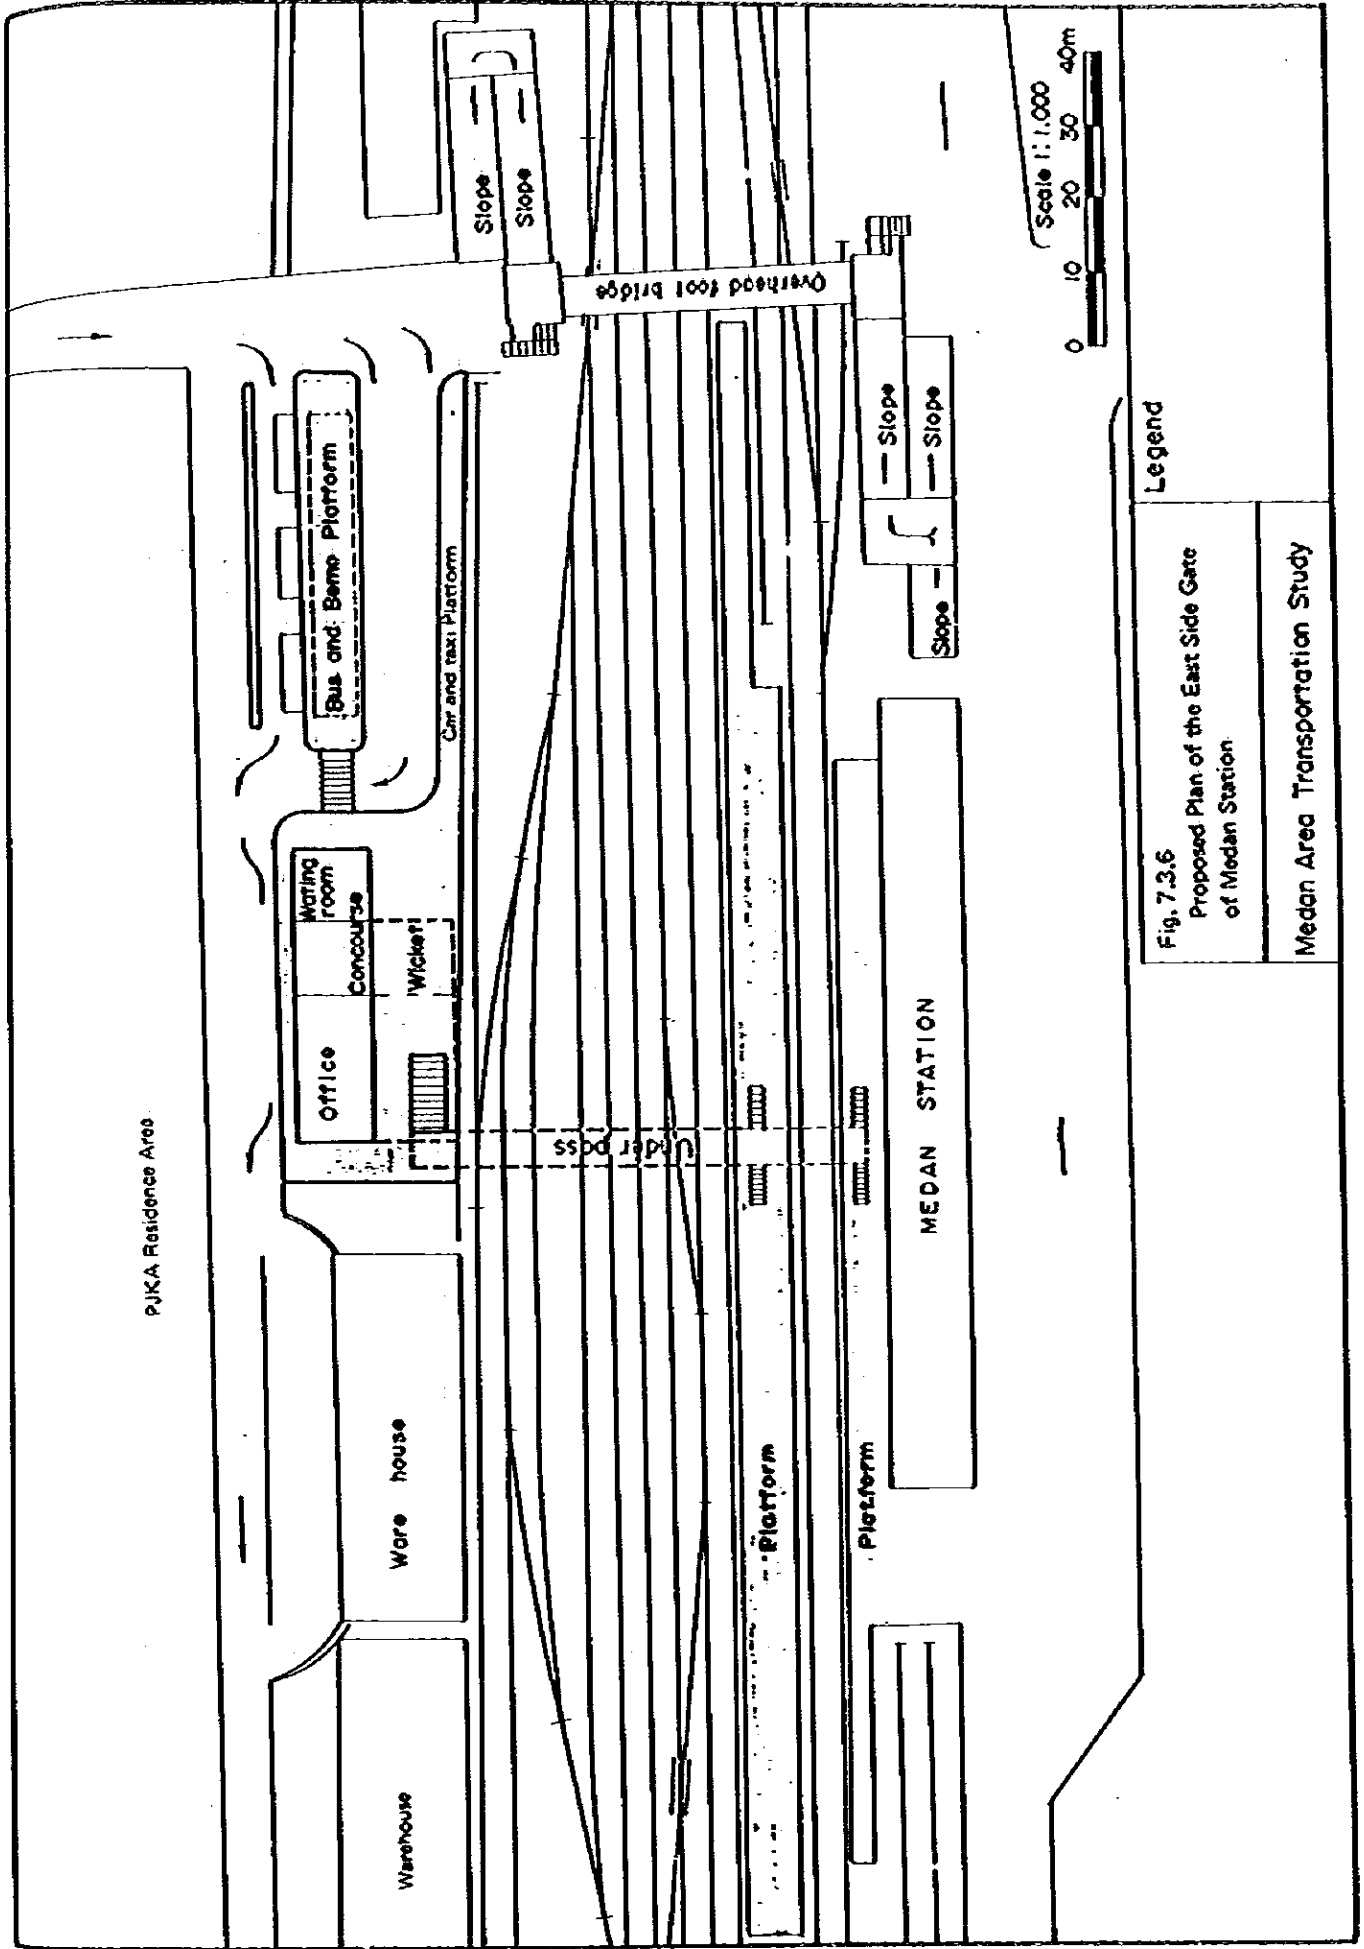 PJKA Residence Area
Warehouse
Ware house
Office
Concourse
Wating
room
Wicket
Bus and Bemo Platform
Car and taxi Platform
Slope
Slope
Under pass
Overhead foot bridge
Platform
Platform
MEDAN STATION
Slope
Slope
Slope
Scale 1:1.000
0 10 20 30 40m
Legend
Fig. 7.3.6
Proposed Plan of the East Side Gate
of Medan Station
Medan Area Transportation Study